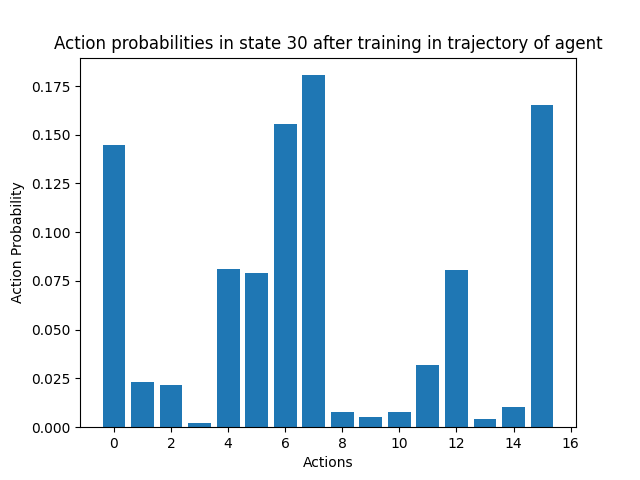 Action probabilities in state 30 after training in trajectory of agent
0.175
0.150
0.125
0.100
0.075
0.050
0.025
0.000
Action Probability
0 2 4 6 8 10 12 14 16
Actions